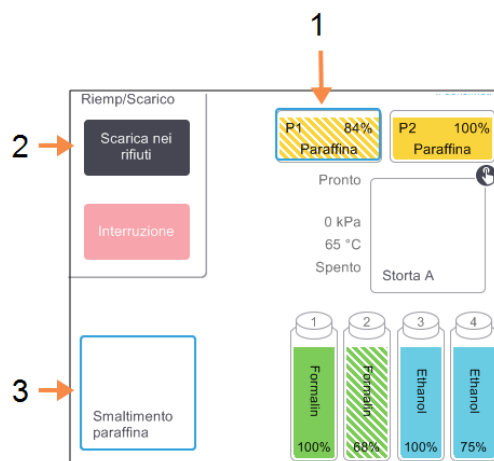 1
Riemp/Scarico
2
Scarica nei
rifiuti
P1 84%
Paraffina
P2 100%
Paraffina
Interruzione
Pronto
0 kPa
65 °C
Spento
Storta A
3
Smaltimento
paraffina
1
Formalin
100%
2
Formalin
68%
3
Ethanol
100%
4
Ethanol
75%